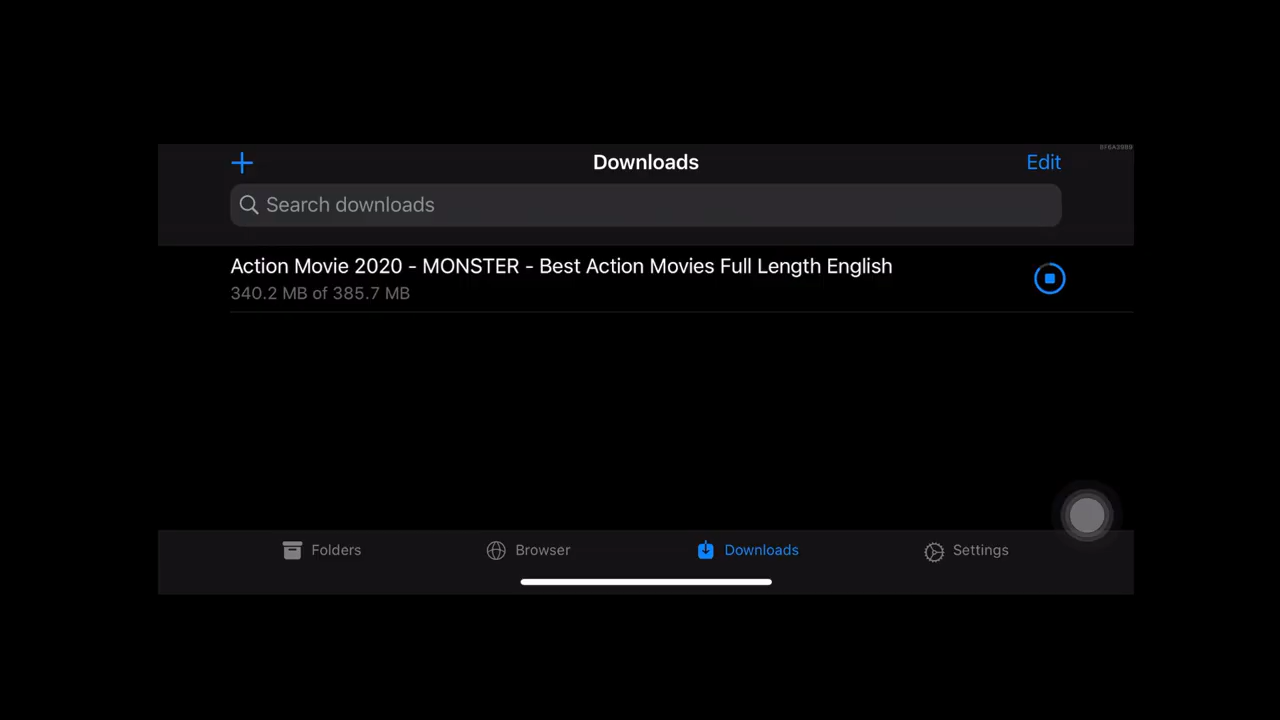 Downloads
Edit
Search downloads
Action Movie 2020 - MONSTER - Best Action Movies Full Length English
340.2 MB of 385.7 MB
Folders
Browser
Downloads
Settings